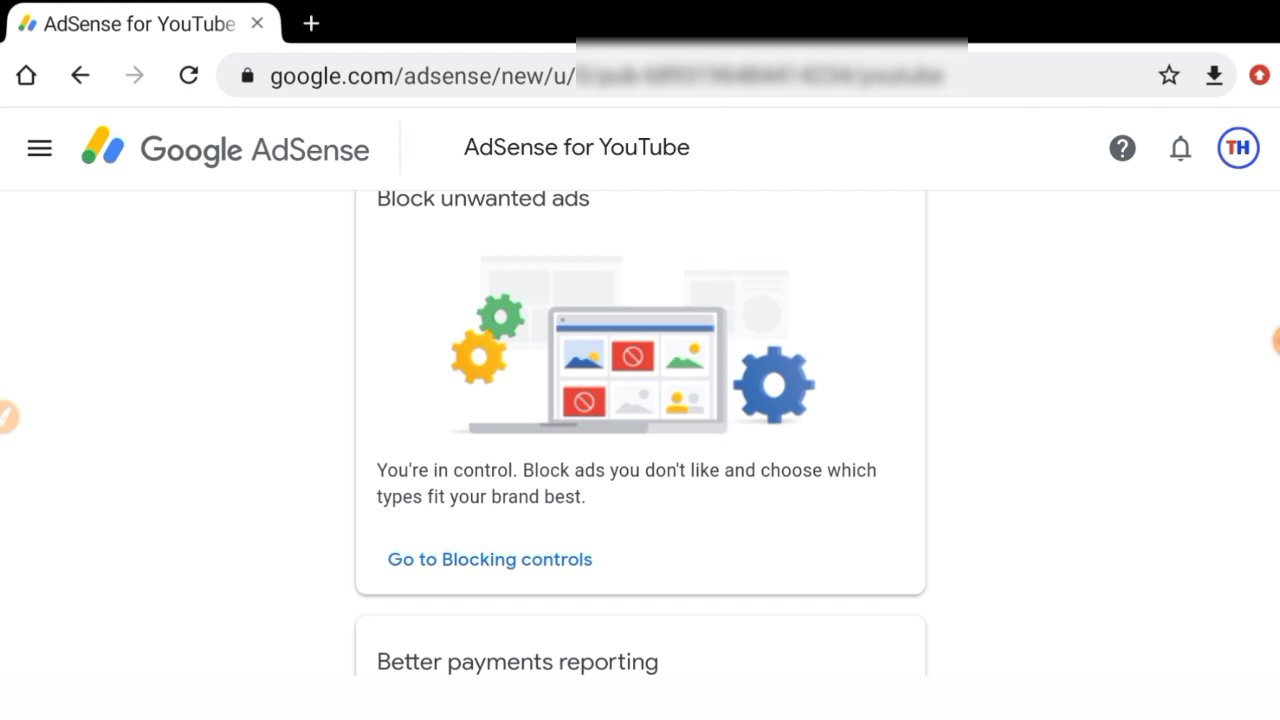 AdSense for YouTube
google.com/adsense/new/u/
Google AdSense
AdSense for YouTube
TH
Block unwanted ads
You're in control. Block ads you don't like and choose which
types fit your brand best.
Go to Blocking controls
Better payments reporting